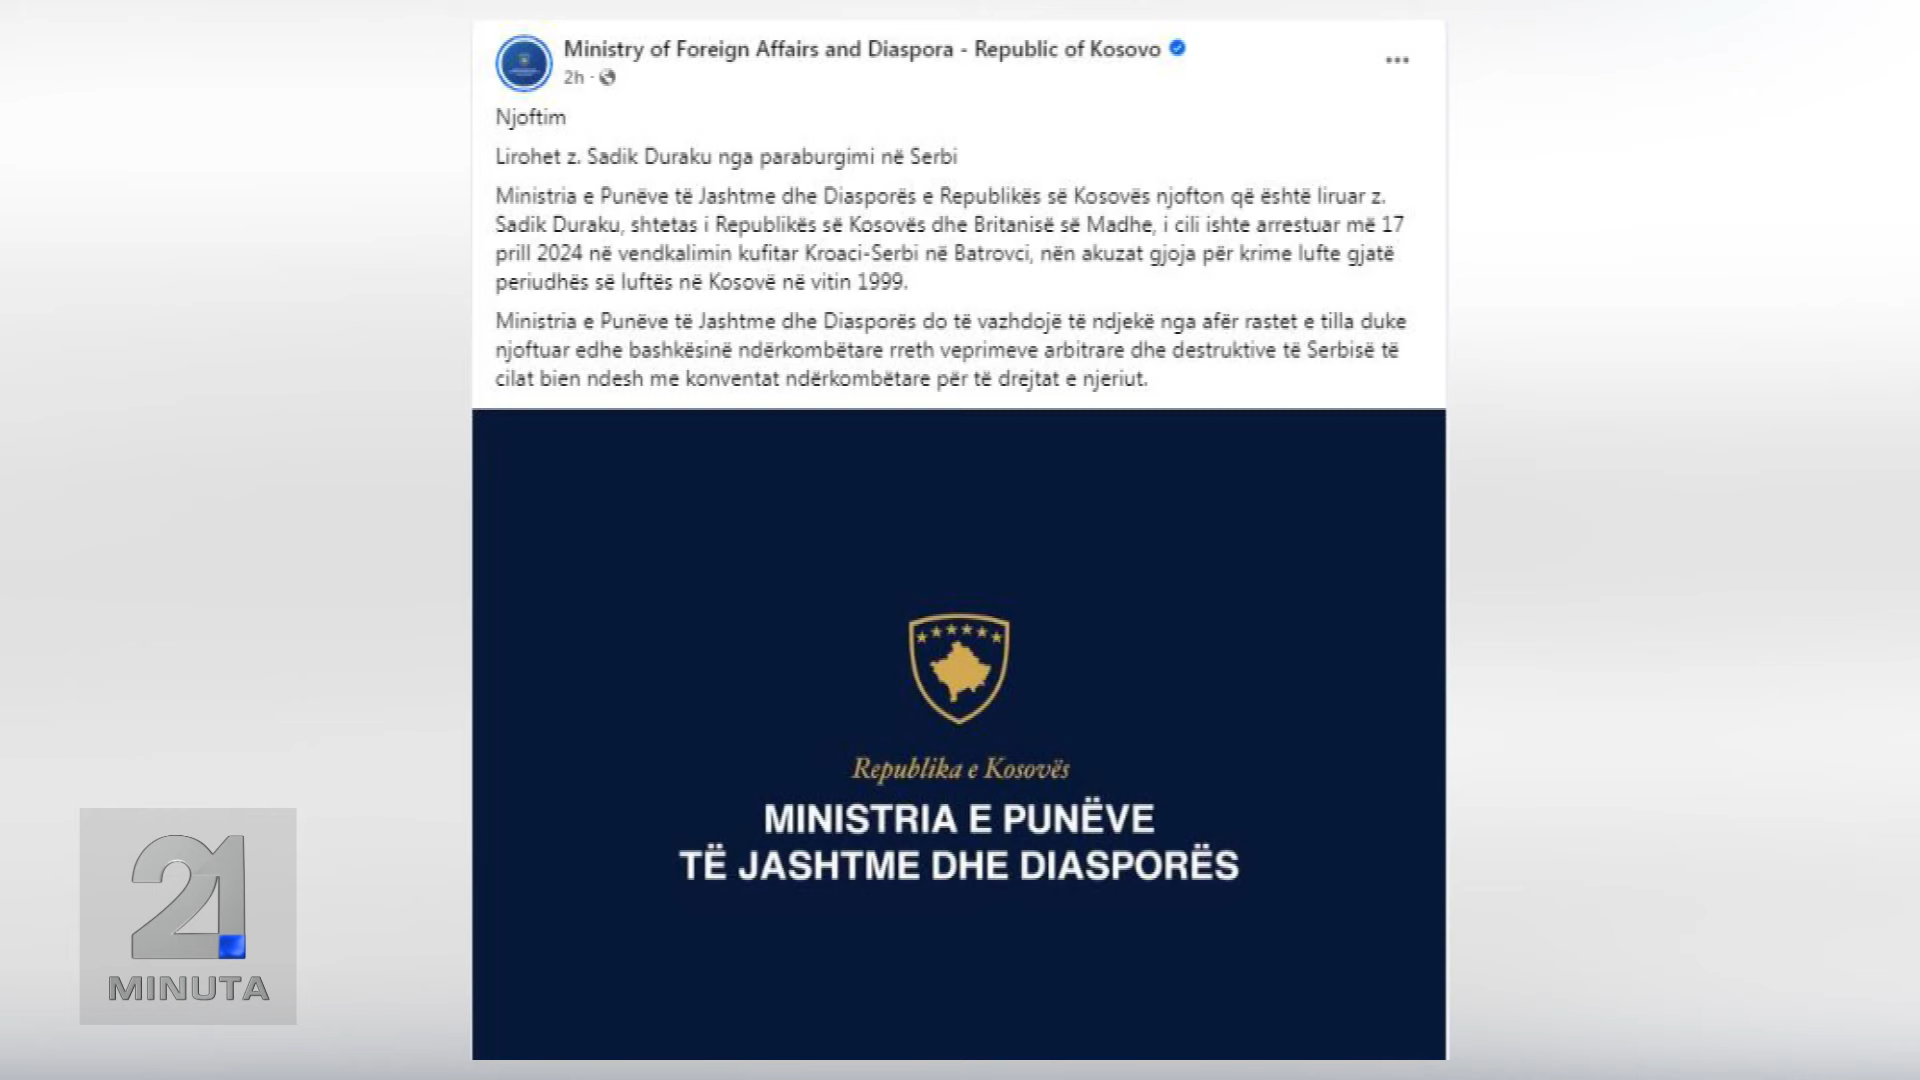 Ministry of Foreign Affairs and Diaspora - Republic of Kosovo
2h ·
Njoftim
Lirohet z. Sadik Duraku nga paraburgimi në Serbi
Ministria e Punëve të Jashtme dhe Diasporës e Republikës së Kosovës njofton që është liruar z.
Sadik Duraku, shtetas i Republikës së Kosovës dhe Britanisë së Madhe, i cili ishte arrestuar më 17
prill 2024 në vendkalimin kufitar Kroaci-Serbi në Batrovci, nën akuzat gjoja për krime lufte gjatë
periudhës së luftës në Kosovë në vitin 1999.
Ministria e Punëve të Jashtme dhe Diasporës do të vazhdojë të ndjekë nga afër rastet e tilla duke
njoftuar edhe bashkësinë ndërkombëtare rreth veprimeve arbitrare dhe destruktive të Serbisë të
cilat bien ndesh me konventat ndërkombëtare për të drejtat e njeriut.
Republika e Kosovës
MINISTRIA E PUNËVE
TË JASHTME DHE DIASPORËS
21
MINUTA